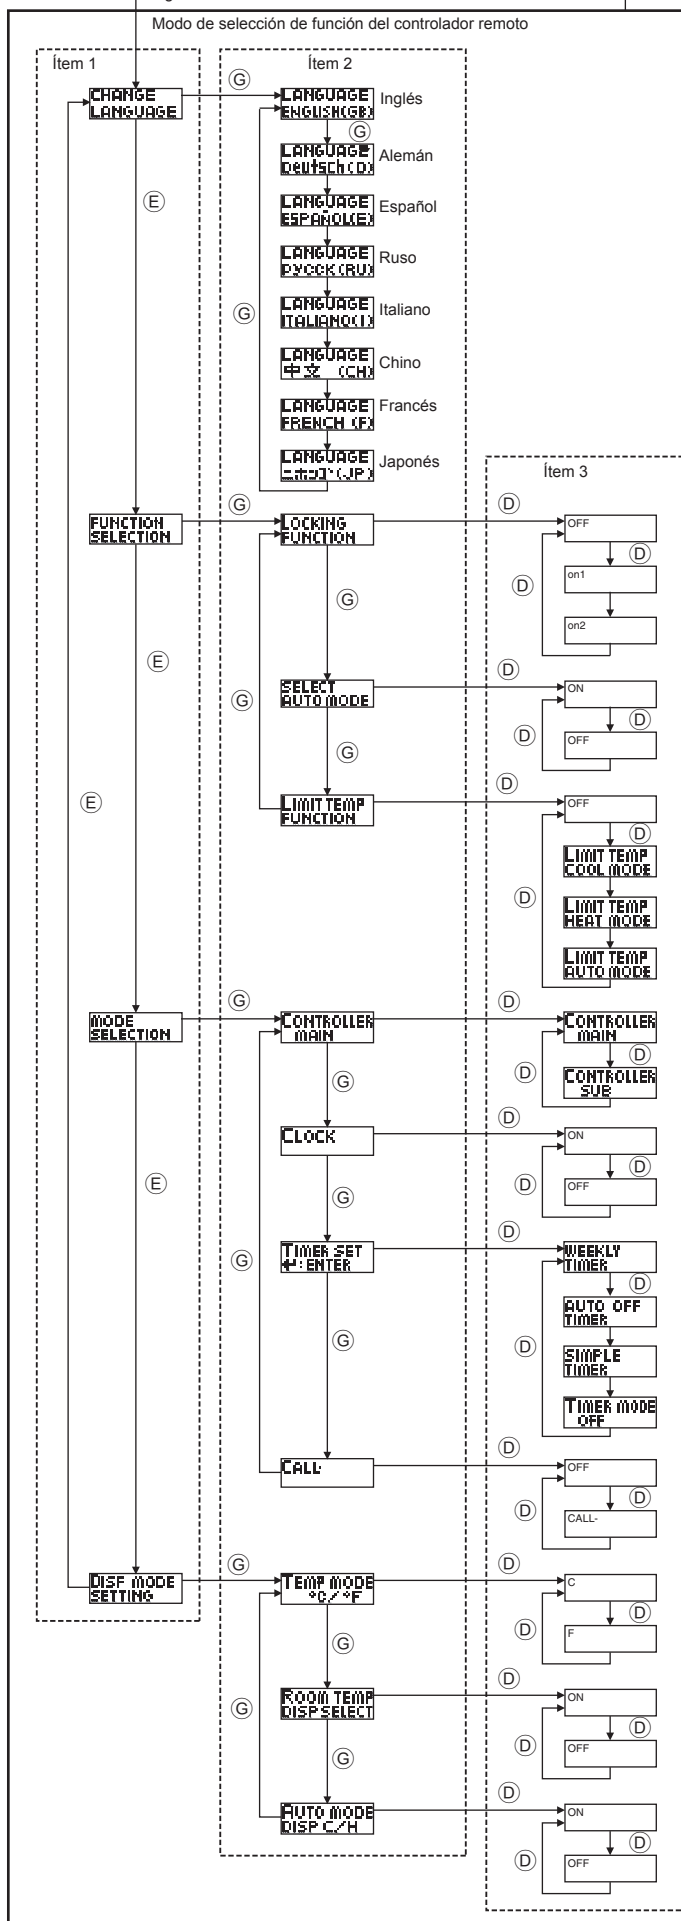 Modo de selección de función del controlador remoto
Ítem 1
Ítem 2
CHANGE
LANGUAGE
G
LANGUAGE
ENGLISH(GB)
Inglés
G
LANGUAGE
Deutsch(D)
Alemán
E
LANGUAGE
ESPAÑOL(E)
Español
LANGUAGE
РУССК(RU)
Ruso
G
LANGUAGE
ITALIANO(I)
Italiano
LANGUAGE
中文 (CH)
Chino
LANGUAGE
FRENCH (F)
Francés
LANGUAGE
ニホンゴ(JP)
Japonés
Ítem 3
FUNCTION
SELECTION
G
LOCKING
FUNCTION
D
OFF
D
D
on1
G
on2
E
SELECT
AUTO MODE
D
ON
G
D
D
OFF
G
E
LIMIT TEMP
FUNCTION
D
OFF
D
LIMIT TEMP
COOL MODE
D
LIMIT TEMP
HEAT MODE
LIMIT TEMP
AUTO MODE
MODE
SELECTION
G
CONTROLLER
MAIN
D
CONTROLLER
MAIN
D
D
CONTROLLER
SUB
G
CLOCK
D
ON
D
D
OFF
E
G
TIMER SET
↵:ENTER
D
WEEKLY
TIMER
G
D
AUTO OFF
TIMER
D
SIMPLE
TIMER
G
TIMER MODE
OFF
CALL-
D
OFF
D
D
CALL-
DISP MODE
SETTING
G
TEMP MODE
°C/°F
D
C
D
D
F
G
ROOM TEMP
DISP SELECT
D
ON
G
D
D
OFF
G
AUTO MODE
DISP C/H
D
ON
D
D
OFF